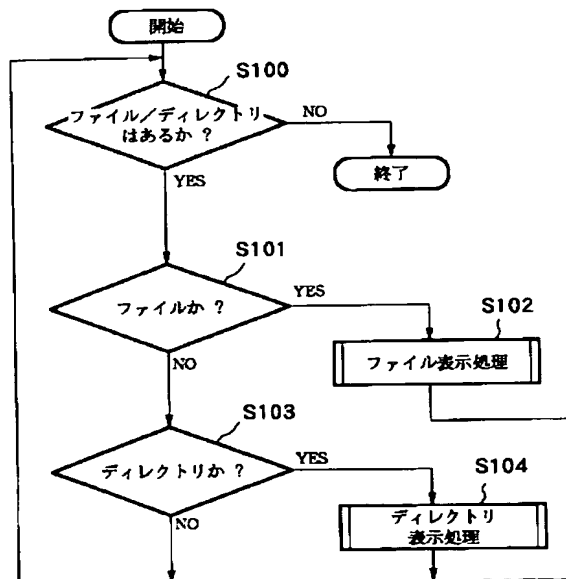 開始
S100
ファイル/ディレクトリ
はあるか ?
NO
YES
終了
S101
ファイルか ?
YES
NO
S102
ファイル表示処理
S103
ディレクトリか ?
YES
NO
S104
ディレクトリ
表示処理